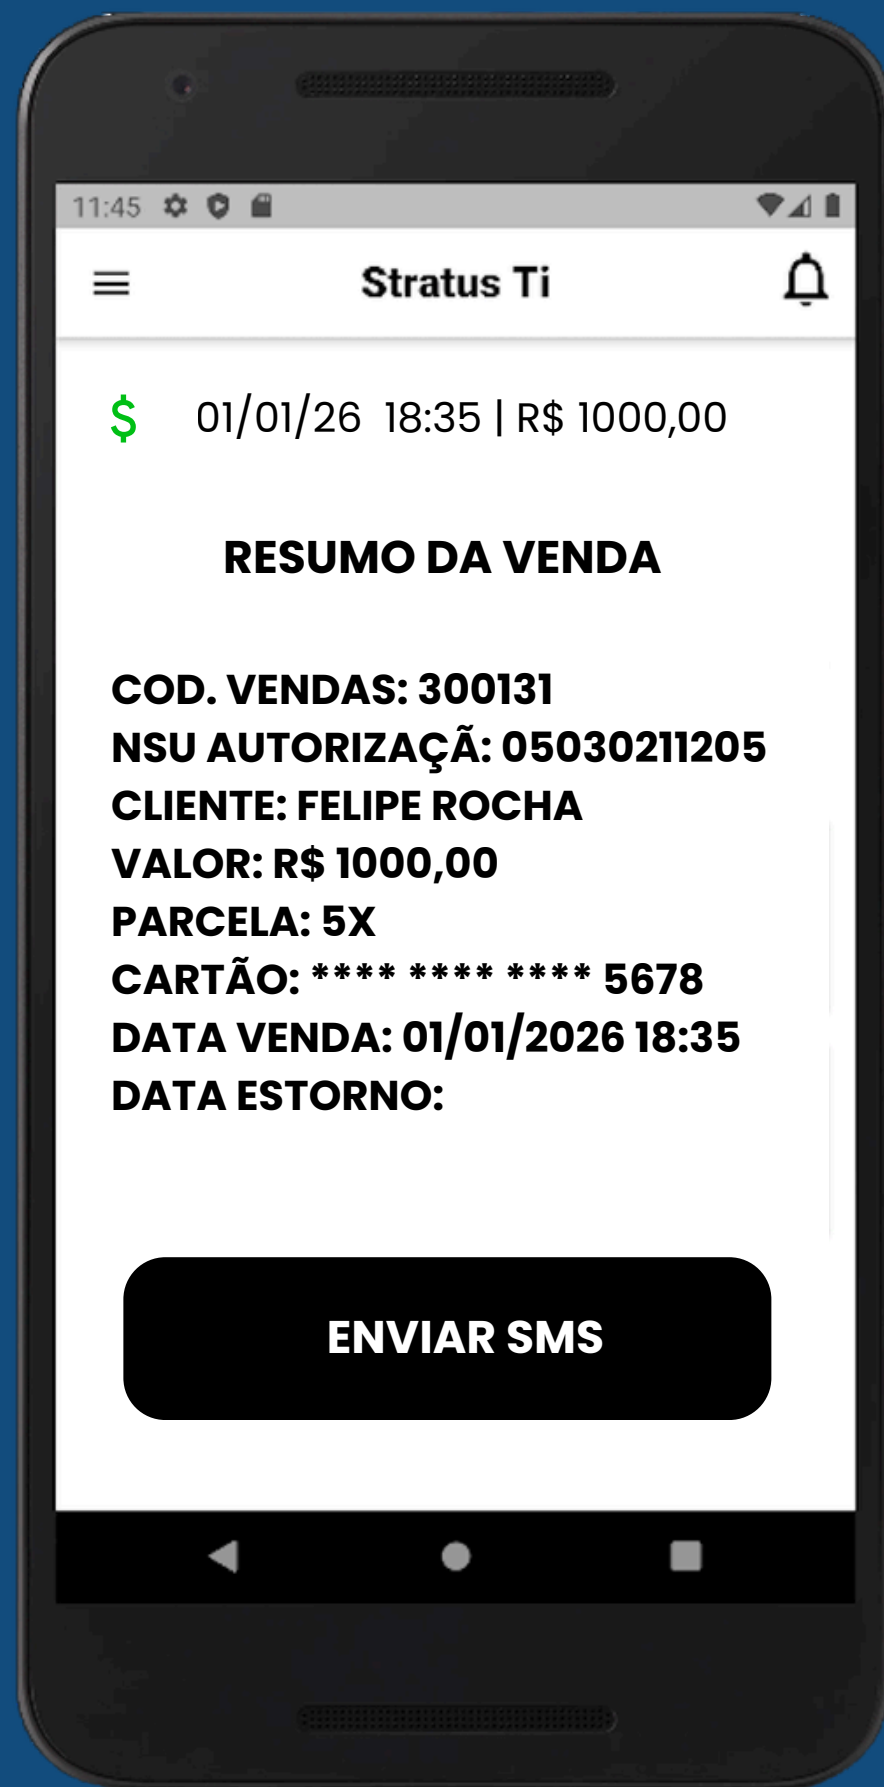 11:45
Stratus Ti
$ 01/01/26 18:35 | R$ 1000,00
RESUMO DA VENDA
COD. VENDAS: 300131
NSU AUTORIZAÇÃ: 05030211205
CLIENTE: FELIPE ROCHA
VALOR: R$ 1000,00
PARCELA: 5X
CARTÃO: **** **** **** 5678
DATA VENDA: 01/01/2026 18:35
DATA ESTORNO:
ENVIAR SMS